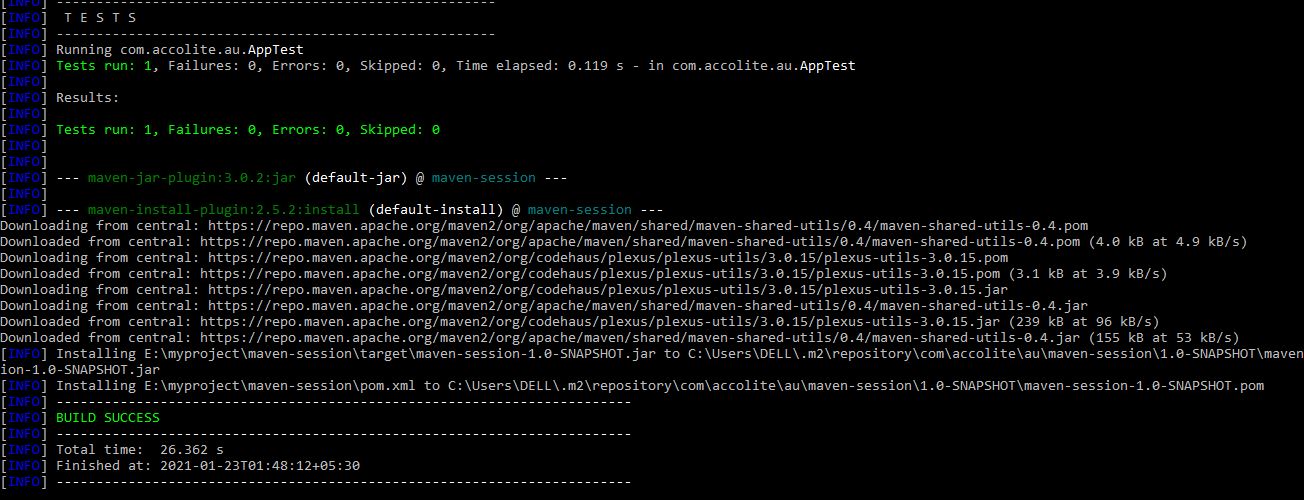 [INFO] -------------------------------------------------------
[INFO]  T E S T S
[INFO] -------------------------------------------------------
[INFO] Running com.accolite.au.AppTest
[INFO] Tests run: 1, Failures: 0, Errors: 0, Skipped: 0, Time elapsed: 0.119 s - in com.accolite.au.AppTest
[INFO]
[INFO] Results:
[INFO]
[INFO] Tests run: 1, Failures: 0, Errors: 0, Skipped: 0
[INFO]
[INFO]
[INFO] --- maven-jar-plugin:3.0.2:jar (default-jar) @ maven-session ---
[INFO]
[INFO] --- maven-install-plugin:2.5.2:install (default-install) @ maven-session ---
Downloading from central: https://repo.maven.apache.org/maven2/org/apache/maven/shared/maven-shared-utils/0.4/maven-shared-utils-0.4.pom
Downloaded from central: https://repo.maven.apache.org/maven2/org/apache/maven/shared/maven-shared-utils/0.4/maven-shared-utils-0.4.pom (4.0 kB at 4.9 kB/s)
Downloading from central: https://repo.maven.apache.org/maven2/org/codehaus/plexus/plexus-utils/3.0.15/plexus-utils-3.0.15.pom
Downloaded from central: https://repo.maven.apache.org/maven2/org/codehaus/plexus/plexus-utils/3.0.15/plexus-utils-3.0.15.pom (3.1 kB at 3.9 kB/s)
Downloading from central: https://repo.maven.apache.org/maven2/org/codehaus/plexus/plexus-utils/3.0.15/plexus-utils-3.0.15.jar
Downloading from central: https://repo.maven.apache.org/maven2/org/apache/maven/shared/maven-shared-utils/0.4/maven-shared-utils-0.4.jar
Downloaded from central: https://repo.maven.apache.org/maven2/org/codehaus/plexus/plexus-utils/3.0.15/plexus-utils-3.0.15.jar (239 kB at 96 kB/s)
Downloaded from central: https://repo.maven.apache.org/maven2/org/apache/maven/shared/maven-shared-utils/0.4/maven-shared-utils-0.4.jar (155 kB at 53 kB/s)
[INFO] Installing E:\myproject\maven-session\target\maven-session-1.0-SNAPSHOT.jar to C:\Users\DELL\.m2\repository\com\accolite\au\maven-session\1.0-SNAPSHOT\maven
ion-1.0-SNAPSHOT.jar
[INFO] Installing E:\myproject\maven-session\pom.xml to C:\Users\DELL\.m2\repository\com\accolite\au\maven-session\1.0-SNAPSHOT\maven-session-1.0-SNAPSHOT.pom
[INFO] ------------------------------------------------------------------------
[INFO] BUILD SUCCESS
[INFO] ------------------------------------------------------------------------
[INFO] Total time:  26.362 s
[INFO] Finished at: 2021-01-23T01:48:12+05:30
[INFO] ------------------------------------------------------------------------